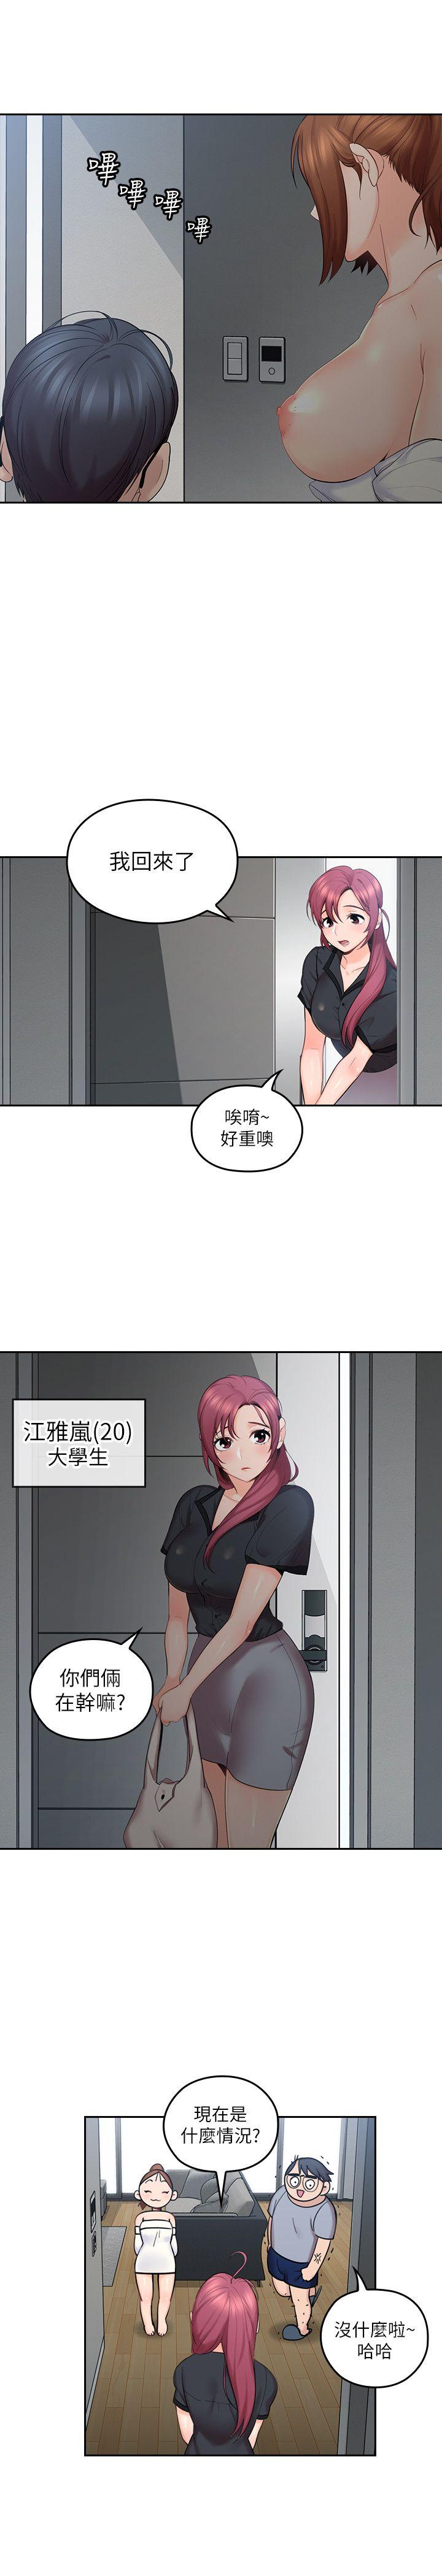 嗶
嗶
嗶
嗶
我回來了
唉唷~
好重噢
江雅嵐(20)
大學生
你們倆
在幹嘛?
現在是
什麼情況?
沒什麼啦~
哈哈